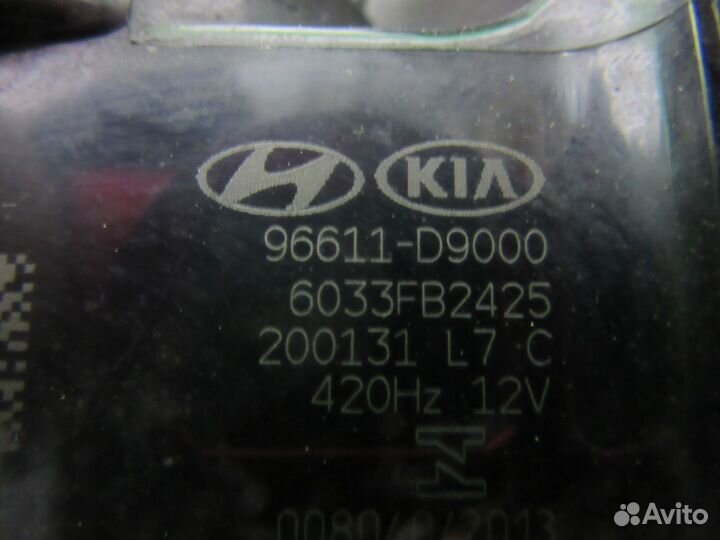 KIA
96611-D9000
6033FB2425
200131 L7 C
420Hz 12V
Avito